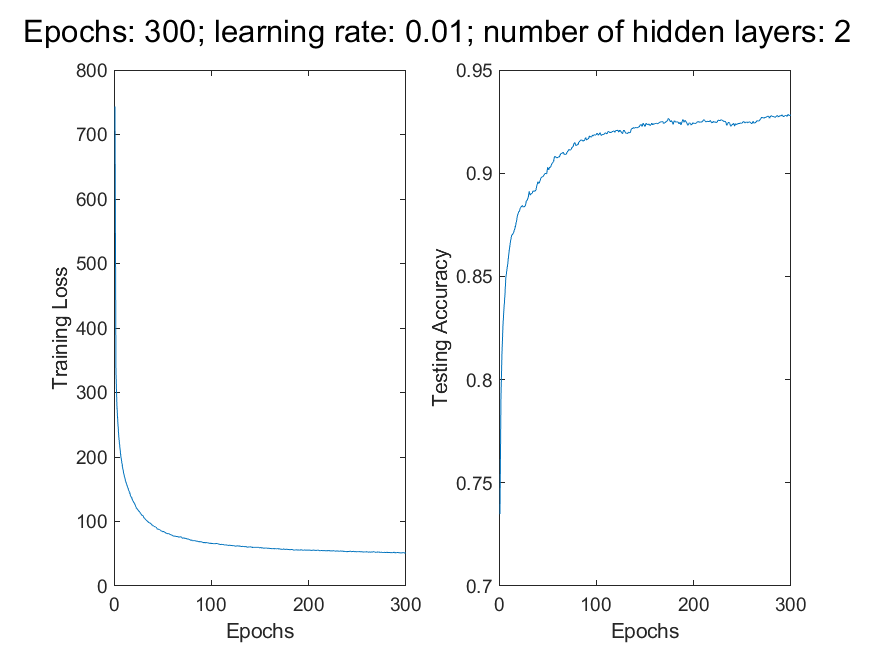 Epochs: 300; learning rate: 0.01; number of hidden layers: 2
800
700
600
500
400
300
200
100
0
Training Loss
0 100 200 300
Epochs
0.95
0.9
0.85
0.8
0.75
0.7
Testing Accuracy
0 100 200 300
Epochs